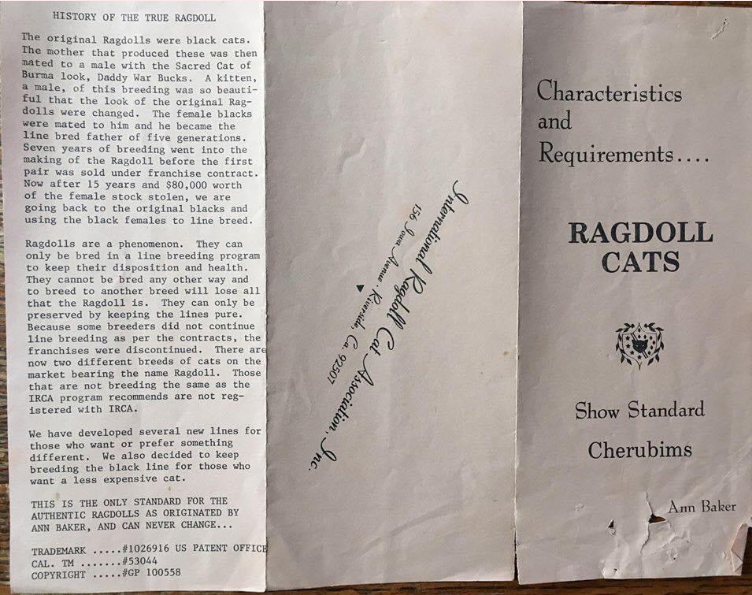 HISTORY OF THE TRUE RAGDOLL
The original Ragdolls were black cats.
The mother that produced these was then
mated to a male with the Sacred Cat of
Burma look, Daddy War Bucks. A kitten,
a male, of this breeding was so beauti-
ful that the look of the original Rag-
dolls were changed. The female blacks
were mated to him and he became the
line bred father of five generations.
Seven years of breeding went into the
making of the Ragdoll before the first
pair was sold under franchise contract.
Now after 15 years and $80,000 worth
of the female stock stolen, we are
going back to the original blacks and
using the black females to line breed.
Ragdolls are a phenomenon. They can
only be bred in a line breeding program
to keep their disposition and health.
They cannot be bred any other way and
to breed to another breed will lose all
that the Ragdoll is. They can only be
preserved by keeping the lines pure.
Because some breeders did not continue
line breeding as per the contracts, the
franchises were discontinued. There are
now two different breeds of cats on the
market bearing the name Ragdoll. Those
that are not breeding the same as the
IRCA program recommends are not reg-
istered with IRCA.
We have developed several new lines for
those who want or prefer something
different. We also decided to keep
breeding the black line for those who
want a less expensive cat.
THIS IS THE ONLY STANDARD FOR THE
AUTHENTIC RAGDOLLS AS ORIGINATED BY
ANN BAKER, AND CAN NEVER CHANGE...
TRADEMARK .....#1026916 US PATENT OFFICE
CAL. TM .......#53044
COPYRIGHT .....#GP 100558
International Ragdoll Cat Association, Inc.
156 Iowa Avenue Riverside, Ca. 92507
Characteristics
and
Requirements....
RAGDOLL
CATS
Show Standard
Cherubims
Ann Baker